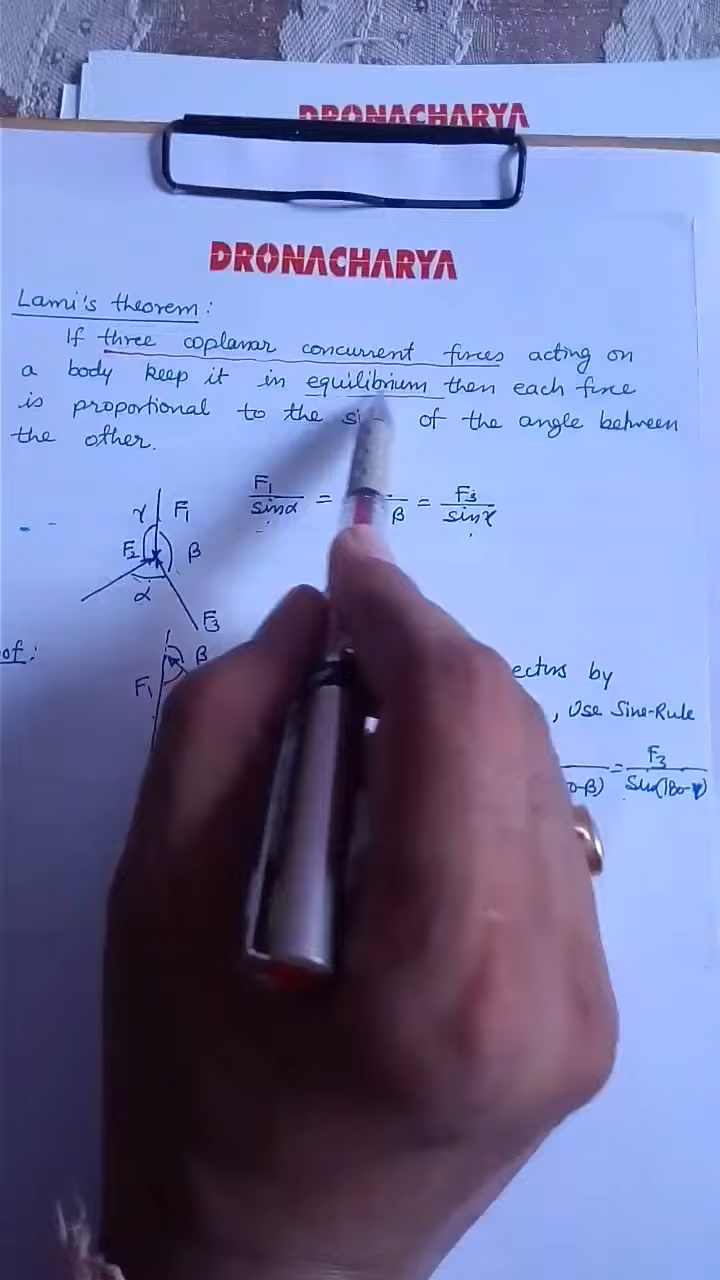 DRONACHARYA
DRONACHARYA
Lami's theorem:
If three coplanar concurrent forces acting on
a body keep it in equilibrium then each force
is proportional to the of the angle between
the other.
F1/sinα = β = F3/sinγ
γ F1
F2 β
α
F3
of:
β
F1
by
, Use Sine-Rule
0-β) = F3/Sin(180-γ)